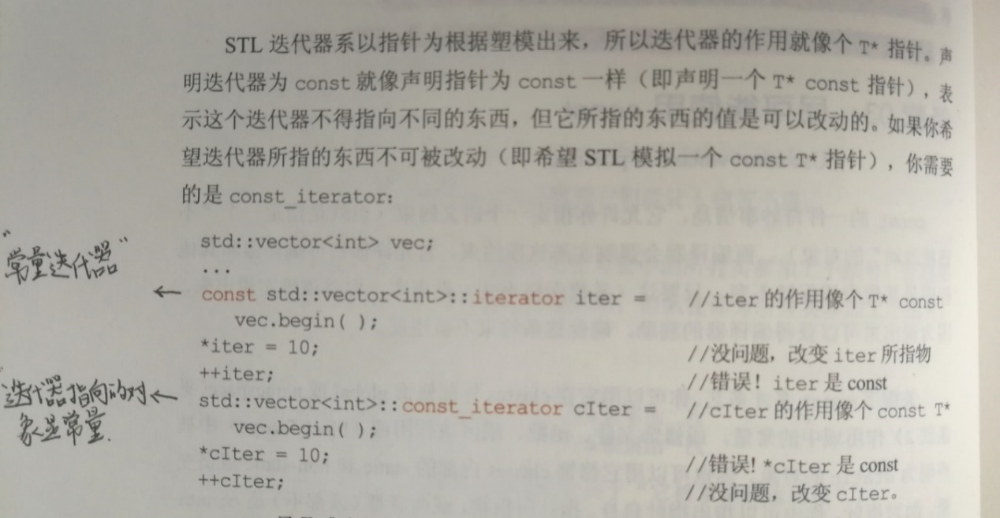 STL 迭代器系以指针为根据塑模出来，所以迭代器的作用就像个 T* 指针。声
明迭代器为 const 就像声明指针为 const 一样（即声明一个 T* const 指针），表
示这个迭代器不得指向不同的东西，但它所指的东西的值是可以改动的。如果你希
望迭代器所指的东西不可被改动（即希望 STL 模拟一个 const T* 指针），你需要
的是 const_iterator：
std::vector<int> vec;
...
"常量迭代器"
const std::vector<int>::iterator iter = //iter 的作用像个 T* const
vec.begin( );
*iter = 10; //没问题，改变 iter 所指物
++iter; //错误！iter 是 const
"迭代器指向的对
象是常量.
std::vector<int>::const_iterator cIter = //cIter 的作用像个 const T*
vec.begin( );
*cIter = 10; //错误！*cIter 是 const
++cIter; //没问题，改变 cIter。